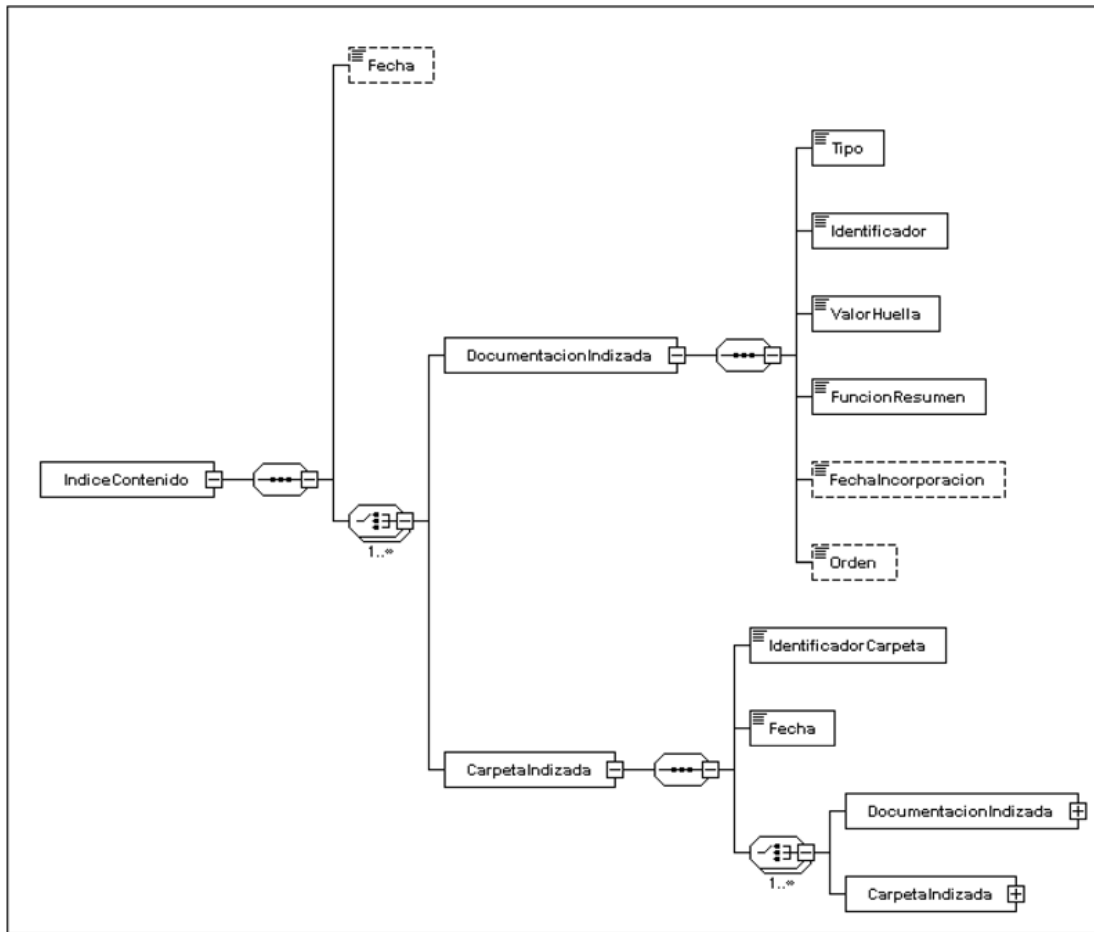 Fecha
Tipo
Identificador
ValorHuella
DocumentacionIndizada
FuncionResumen
IndiceContenido
FechaIncorporacion
1..∞
Orden
IdentificadorCarpeta
Fecha
CarpetaIndizada
DocumentacionIndizada
1..∞
CarpetaIndizada